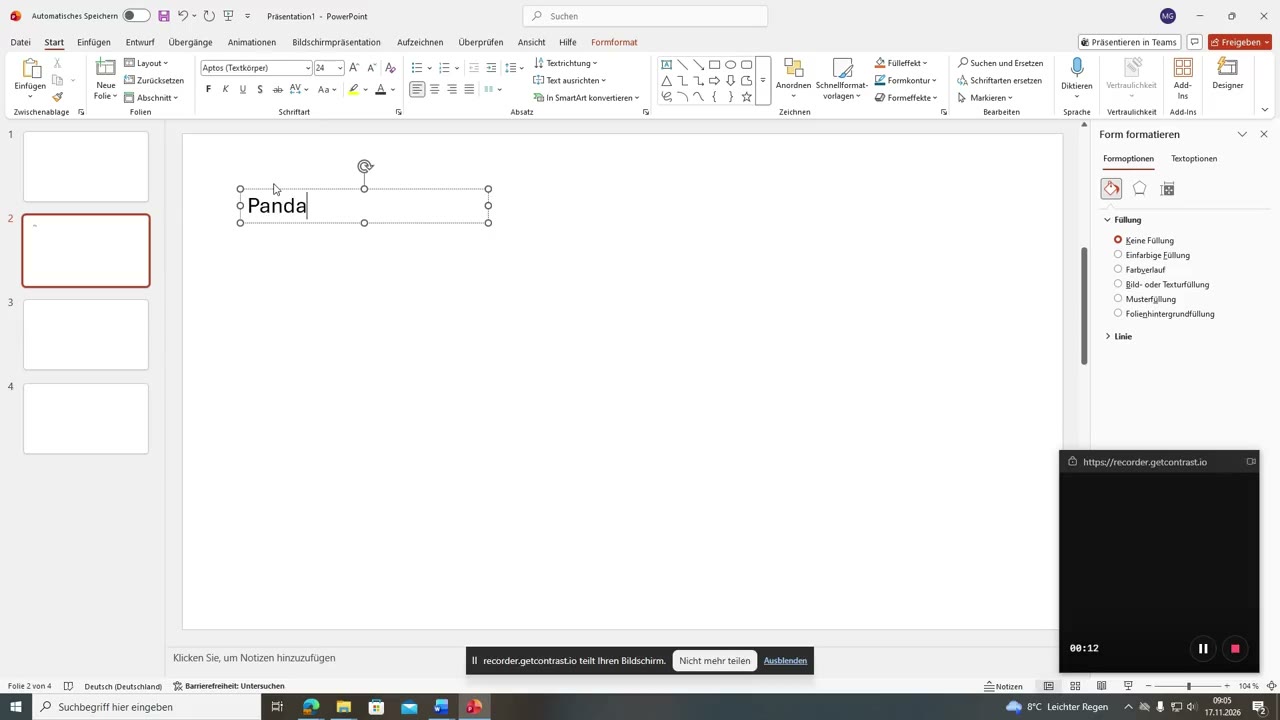 Automatisches Speichern
Präsentation1 - PowerPoint
Suchen
MG
Datei Start Einfügen Entwurf Übergänge Animationen Bildschirmpräsentation Aufzeichnen Überprüfen Ansicht Hilfe Formformat
Präsentieren in Teams
Freigeben
Einfügen
Zwischenablage
Neue
Folie
Layout
Zurücksetzen
Abschnitt
Folien
Aptos (Textkörper)
24
F K U S ab AV Aa A
Schriftart
Textrichtung
Text ausrichten
In SmartArt konvertieren
Absatz
Anordnen
Schnellformat-
vorlagen
Fülleffekt
Formkontur
Formeffekte
Zeichnen
Suchen und Ersetzen
Schriftarten ersetzen
Markieren
Bearbeiten
Diktieren
Sprache
Vertraulichkeit
Vertraulichkeit
Add-
Ins
Add-Ins
Designer
1
2
3
4
Panda
Form formatieren
Formoptionen Textoptionen
Füllung
Keine Füllung
Einfarbige Füllung
Farbverlauf
Bild- oder Texturfüllung
Musterfüllung
Folienhintergrundfüllung
Linie
https://recorder.getcontrast.io
00:12
Klicken Sie, um Notizen hinzuzufügen
recorder.getcontrast.io teilt Ihren Bildschirm.
Nicht mehr teilen
Ausblenden
Folie 2 von 4
Deutsch (Deutschland)
Barrierefreiheit: Untersuchen
Notizen
104 %
Suchbegriff hier eingeben
8°C Leichter Regen
09:05
17.11.2026
2